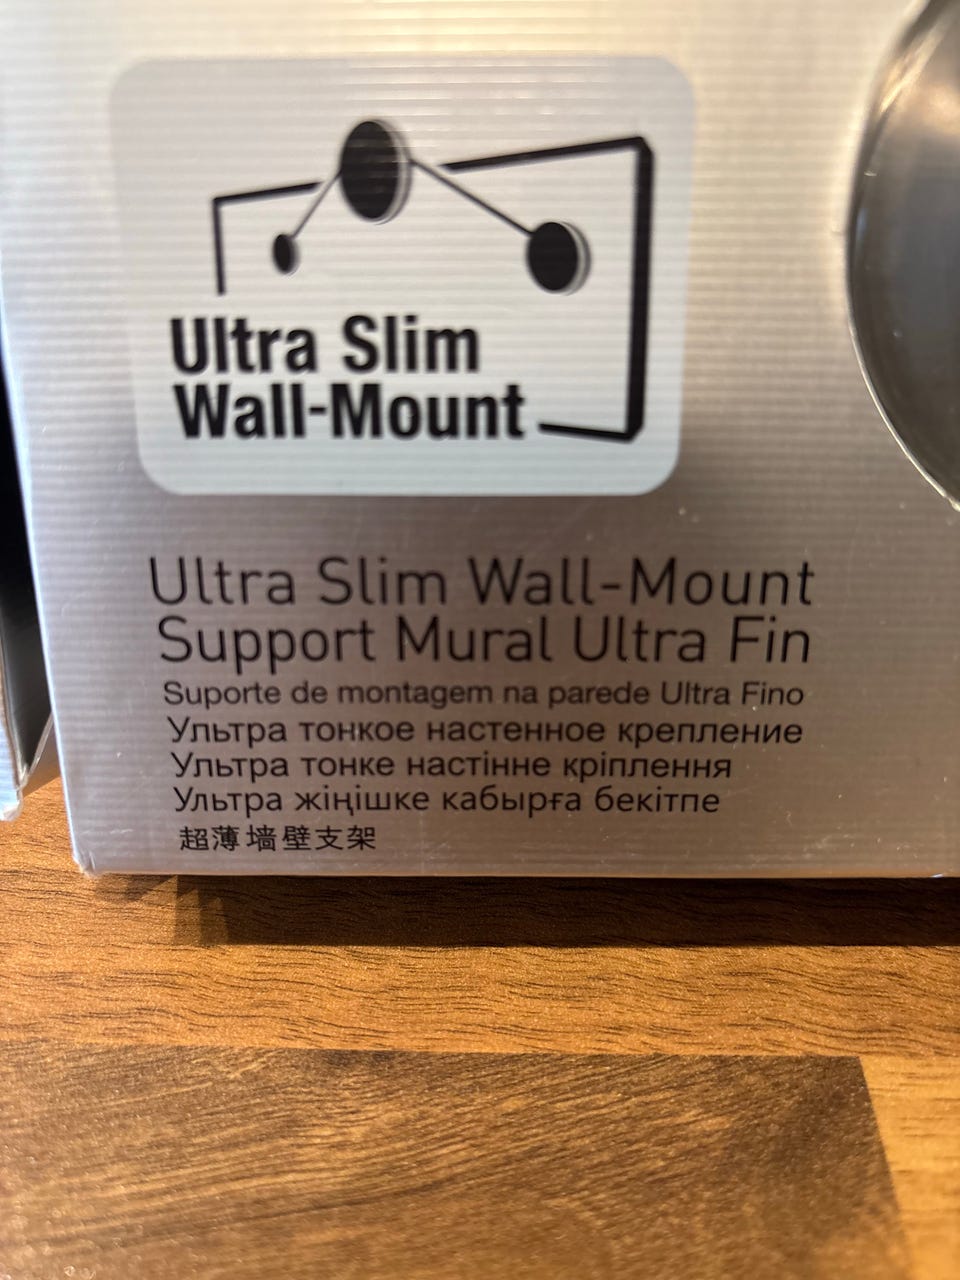 Ultra Slim
Wall-Mount
Ultra Slim Wall-Mount
Support Mural Ultra Fin
Suporte de montagem na parede Ultra Fino
Ультра тонкое настенное крепление
Ультра тонке настінне кріплення
Ультра жіңішке кабырға бекітпе
超薄墙壁支架